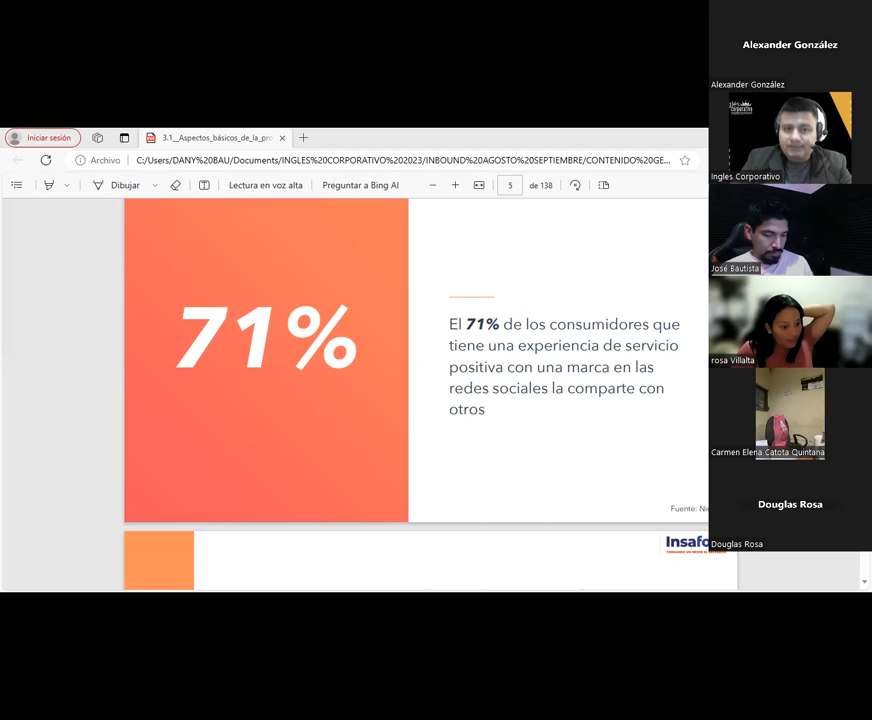 Alexander González
Alexander González
Ingles Corporativo
José Bautista
rosa Villalta
Carmen Elena Catota Quintana
Douglas Rosa
Douglas Rosa
Iniciar sesión
3.1__Aspectos_básicos_de_la_pro
Archivo
C:/Users/DANY%20BAU/Documents/INGLES%20CORPORATIVO%202023/INBOUND%20AGOSTO%20SEPTIEMBRE/CONTENIDO%20GE...
Dibujar
Lectura en voz alta
Preguntar a Bing AI
5
de 138
71%
El 71% de los consumidores que
tiene una experiencia de servicio
positiva con una marca en las
redes sociales la comparte con
otros
Fuente:
Insafo